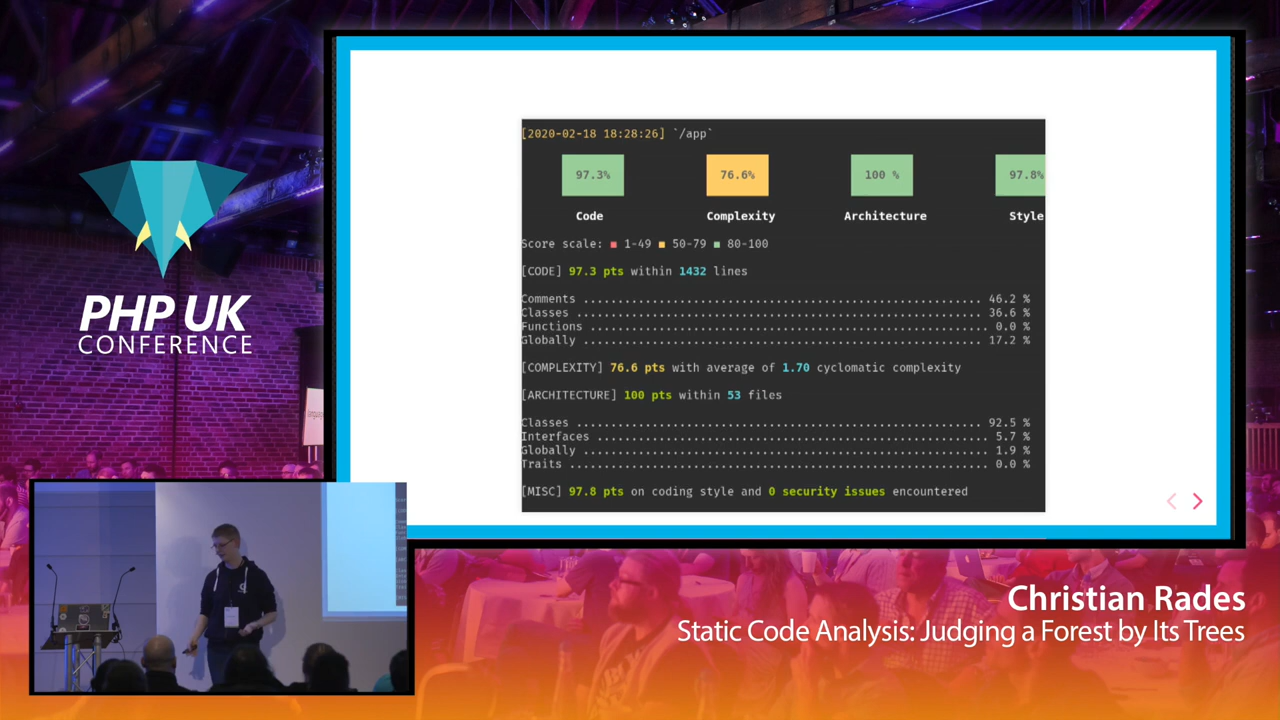 [2020-02-18 18:28:26] `/app`
97.3% 76.6% 100 % 97.8%
Code Complexity Architecture Style
Score scale: ■ 1-49 ■ 50-79 ■ 80-100
[CODE] 97.3 pts within 1432 lines
Comments ........................................................... 46.2 %
Classes ............................................................ 36.6 %
Functions ........................................................... 0.0 %
Globally ........................................................... 17.2 %
[COMPLEXITY] 76.6 pts with average of 1.70 cyclomatic complexity
[ARCHITECTURE] 100 pts within 53 files
Classes ............................................................ 92.5 %
Interfaces .......................................................... 5.7 %
Globally ............................................................ 1.9 %
Traits .............................................................. 0.0 %
[MISC] 97.8 pts on coding style and 0 security issues encountered
PHP UK
CONFERENCE
Christian Rades
Static Code Analysis: Judging a Forest by Its Trees